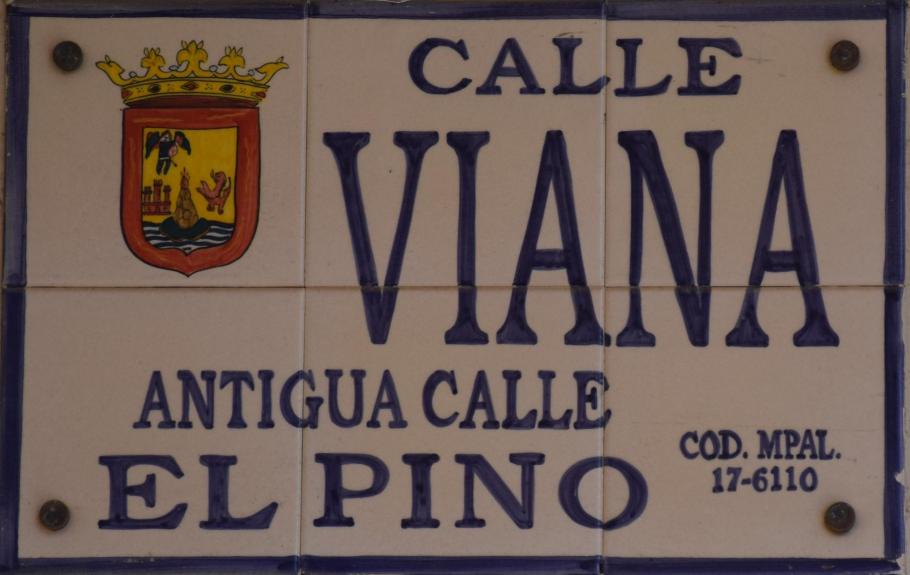 CALLE
VIANA
ANTIGUA CALLE
EL PINO
COD. MPAL.
17-6110